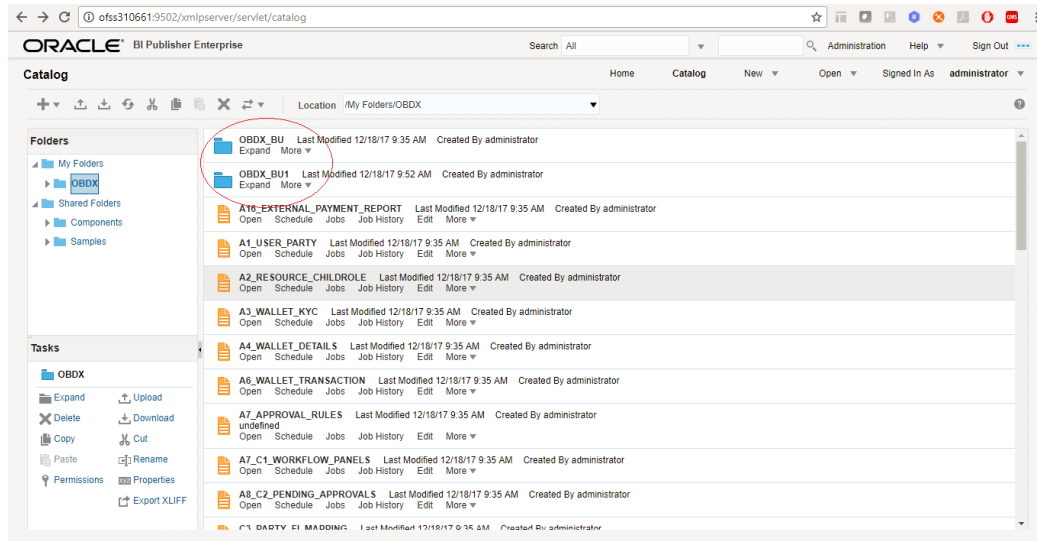 ofss310661:9502/xmlpserver/servlet/catalog
ORACLE BI Publisher Enterprise Search All Administration Help Sign Out
Catalog Home Catalog New Open Signed In As administrator
Location /My Folders/OBDX
Folders
My Folders
OBDX
Shared Folders
Components
Samples
OBDX_BU Last Modified 12/18/17 9:35 AM Created By administrator
Expand More
OBDX_BU1 Last Modified 12/18/17 9:52 AM Created By administrator
Expand More
A16_EXTERNAL_PAYMENT_REPORT Last Modified 12/18/17 9:35 AM Created By administrator
Open Schedule Jobs Job History Edit More
A1_USER_PARTY Last Modified 12/18/17 9:35 AM Created By administrator
Open Schedule Jobs Job History Edit More
A2_RESOURCE_CHILDROLE Last Modified 12/18/17 9:35 AM Created By administrator
Open Schedule Jobs Job History Edit More
A3_WALLET_KYC Last Modified 12/18/17 9:35 AM Created By administrator
Open Schedule Jobs Job History Edit More
A4_WALLET_DETAILS Last Modified 12/18/17 9:35 AM Created By administrator
Open Schedule Jobs Job History Edit More
A6_WALLET_TRANSACTION Last Modified 12/18/17 9:35 AM Created By administrator
Open Schedule Jobs Job History Edit More
A7_APPROVAL_RULES Last Modified 12/18/17 9:35 AM Created By administrator
undefined
Open Schedule Jobs Job History Edit More
A7_C1_WORKFLOW_PANELS Last Modified 12/18/17 9:35 AM Created By administrator
Open Schedule Jobs Job History Edit More
A8_C2_PENDING_APPROVALS Last Modified 12/18/17 9:35 AM Created By administrator
Open Schedule Jobs Job History Edit More
C3_PARTY_FI_MAPPING Last Modified 12/18/17 9:35 AM Created By administrator
Tasks
OBDX
Expand Upload
Delete Download
Copy Cut
Paste Rename
Permissions Properties
Export XLIFF